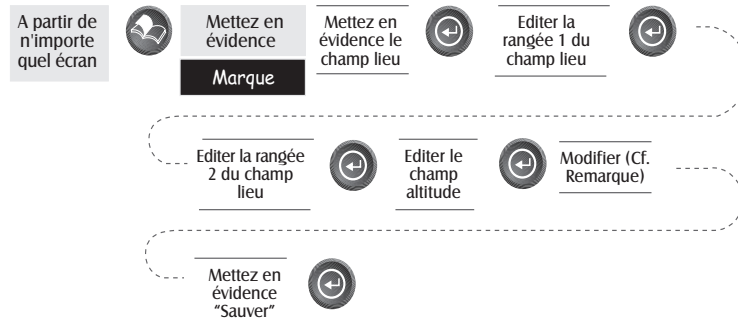 A partir de
n'importe
quel écran
Mettez en
évidence
Marque
Mettez en
évidence le
champ lieu
Editer la
rangée 1 du
champ lieu
Editer la rangée
2 du champ
lieu
Editer le
champ
altitude
Modifier (Cf.
Remarque)
Mettez en
évidence
“Sauver”